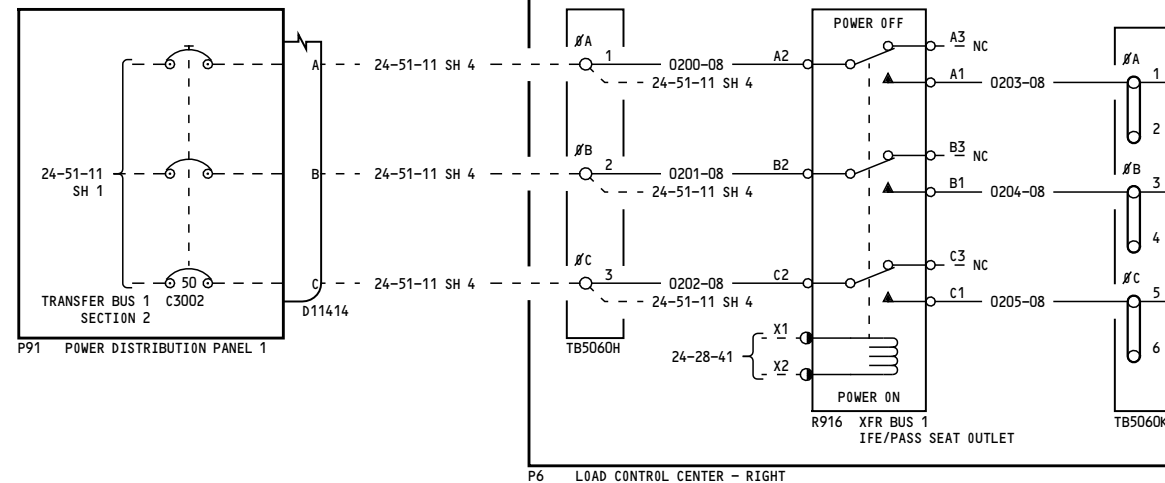 POWER OFF
ØA
1
0200-08
A2
A3
NC
A
24-51-11 SH 4
24-51-11 SH 4
A1
0203-08
ØA
1
2
ØB
2
0201-08
B2
B3
NC
24-51-11
SH 1
B
24-51-11 SH 4
24-51-11 SH 4
B1
0204-08
ØB
3
4
ØC
3
0202-08
C2
C3
NC
50
C
24-51-11 SH 4
24-51-11 SH 4
C1
0205-08
ØC
5
6
TRANSFER BUS 1
SECTION 2
C3002
D11414
P91 POWER DISTRIBUTION PANEL 1
TB5060H
24-28-41
X1
X2
POWER ON
R916 XFR BUS 1
IFE/PASS SEAT OUTLET
TB5060K
P6 LOAD CONTROL CENTER - RIGHT